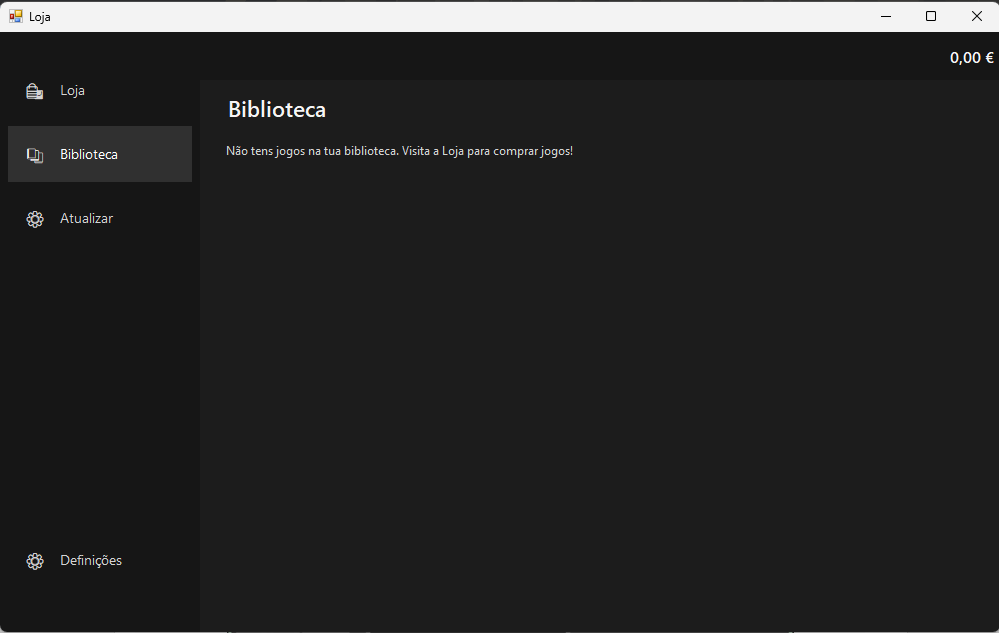 Loja
0,00 €
Loja
Biblioteca
Atualizar
Definições
Biblioteca
Não tens jogos na tua biblioteca. Visita a Loja para comprar jogos!